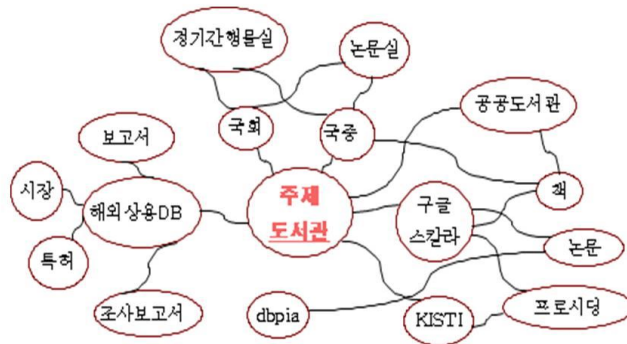 정기간행물실
논문실
공공도서관
국회
국중
보고서
시장
해외상용DB
주제
도서관
구글
스칼라
책
논문
특허
조사보고서
dbpia
KISTI
프로시딩